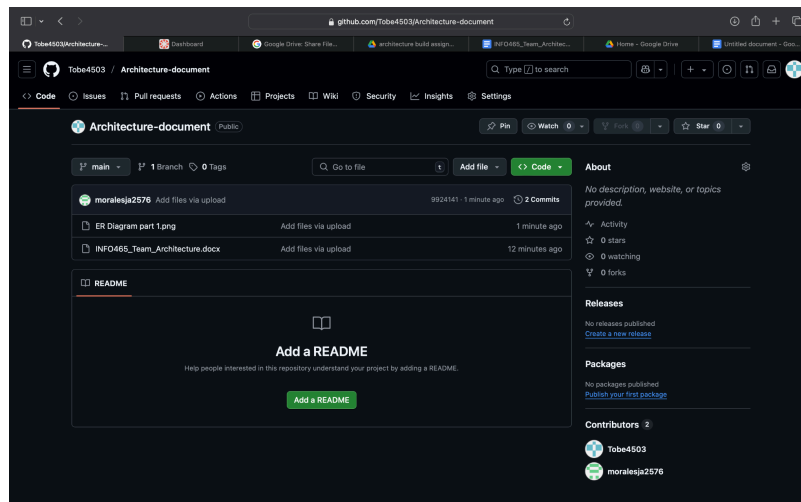 github.com/Tobe4503/Architecture-document
Tobe4503/Architecture-...
Dashboard
Google Drive: Share File...
architecture build assign...
INFO465_Team_Architec...
Home – Google Drive
Untitled document - Goo...
Tobe4503 / Architecture-document
Type / to search
Code
Issues
Pull requests
Actions
Projects
Wiki
Security
Insights
Settings
Architecture-document Public
Pin
Watch 0
Fork 0
Star 0
main
1 Branch
0 Tags
Go to file
t
Add file
Code
About
No description, website, or topics
provided.
moralesja2576 Add files via upload
9924141 · 1 minute ago
2 Commits
ER Diagram part 1.png Add files via upload 1 minute ago
INFO465_Team_Architecture.docx Add files via upload 12 minutes ago
Activity
0 stars
0 watching
0 forks
README
Add a README
Help people interested in this repository understand your project by adding a README.
Add a README
Releases
No releases published
Create a new release
Packages
No packages published
Publish your first package
Contributors 2
Tobe4503
moralesja2576